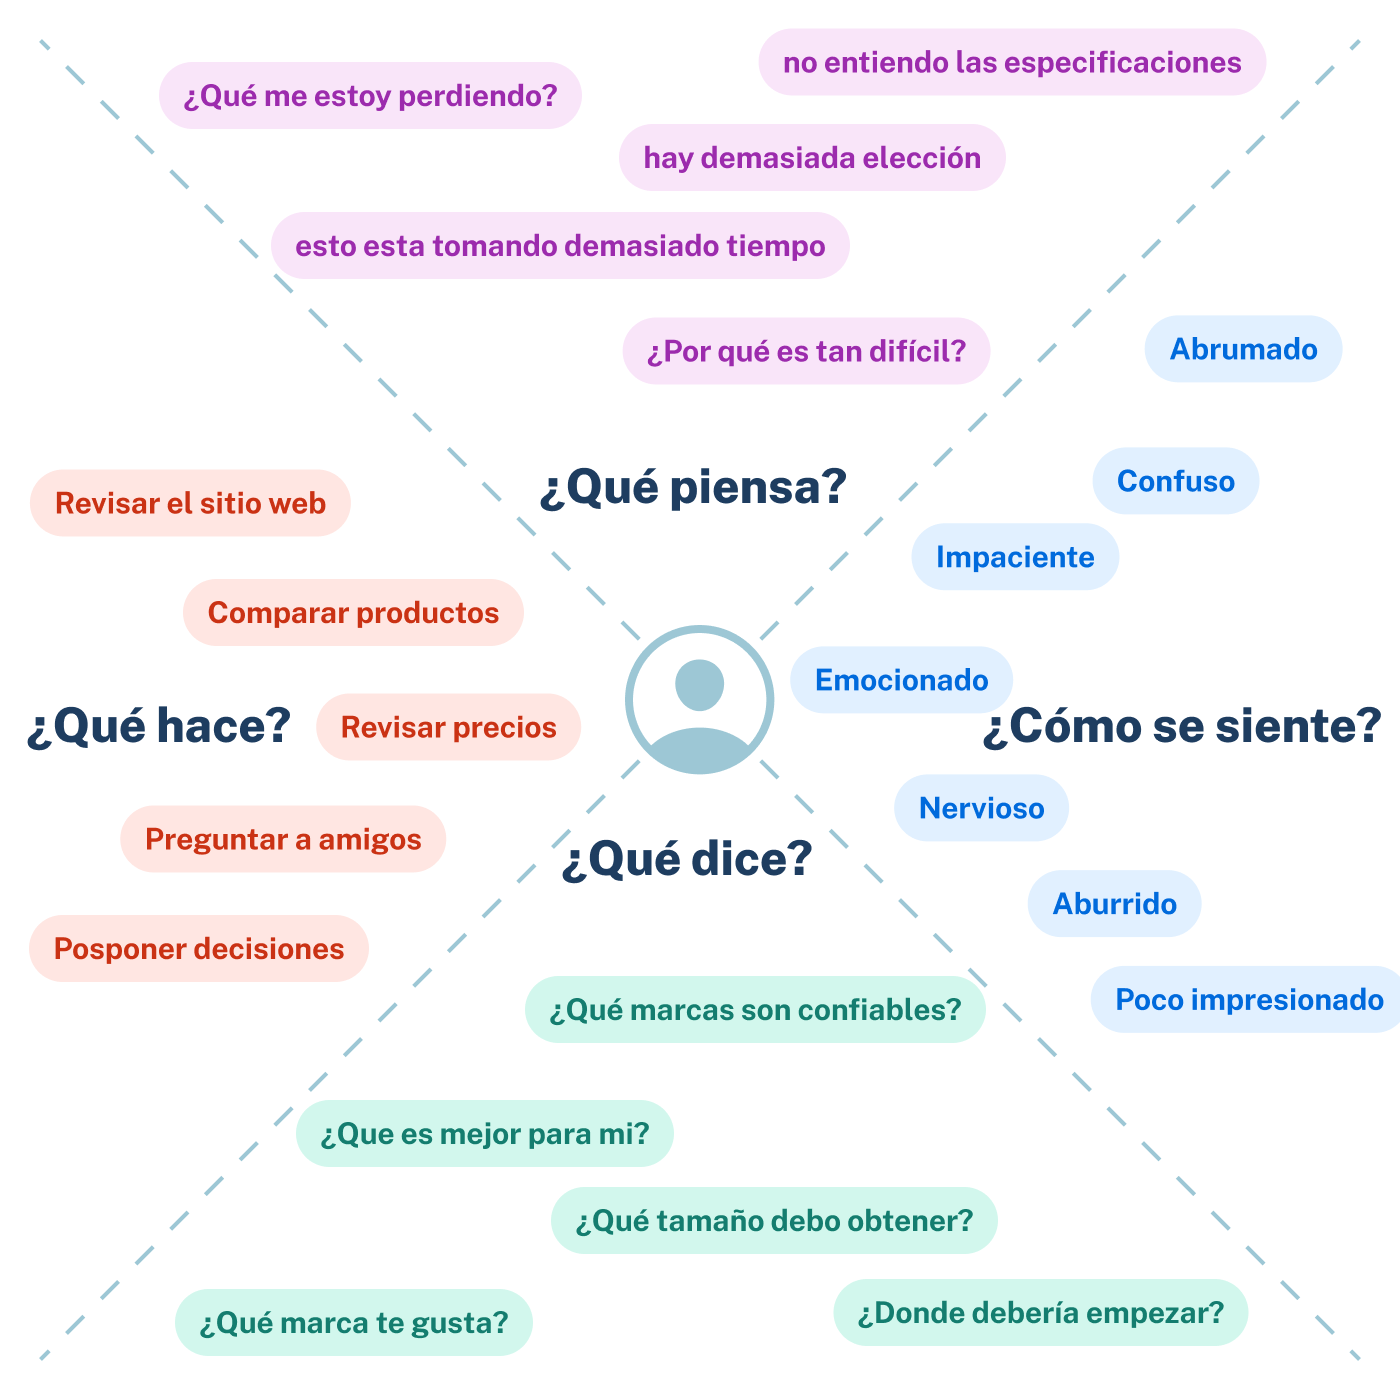 no entiendo las especificaciones
¿Qué me estoy perdiendo?
hay demasiada elección
esto esta tomando demasiado tiempo
¿Por qué es tan difícil?
¿Qué piensa?
Abrumado
Confuso
Impaciente
Emocionado
¿Cómo se siente?
Nervioso
Aburrido
Poco impresionado
Revisar el sitio web
Comparar productos
¿Qué hace?
Revisar precios
Preguntar a amigos
Posponer decisiones
¿Qué dice?
¿Qué marcas son confiables?
¿Que es mejor para mi?
¿Qué tamaño debo obtener?
¿Donde debería empezar?
¿Qué marca te gusta?